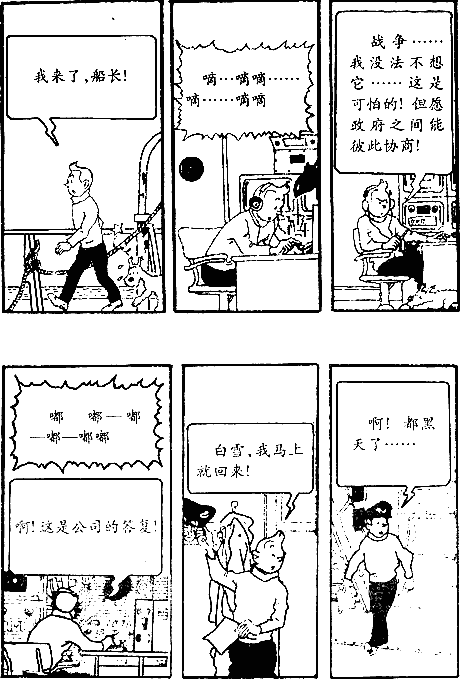 我来了,船长!
嘀…嘀嘀……
嘀……嘀嘀
战争……
我没法不想
它……这是
可怕的!但愿
政府之间能
彼此协商!
嘟 嘟—嘟
—嘟—嘟嘟
啊!这是公司的答复!
白雪,我马上
就回来!
啊! 都黑
天了……